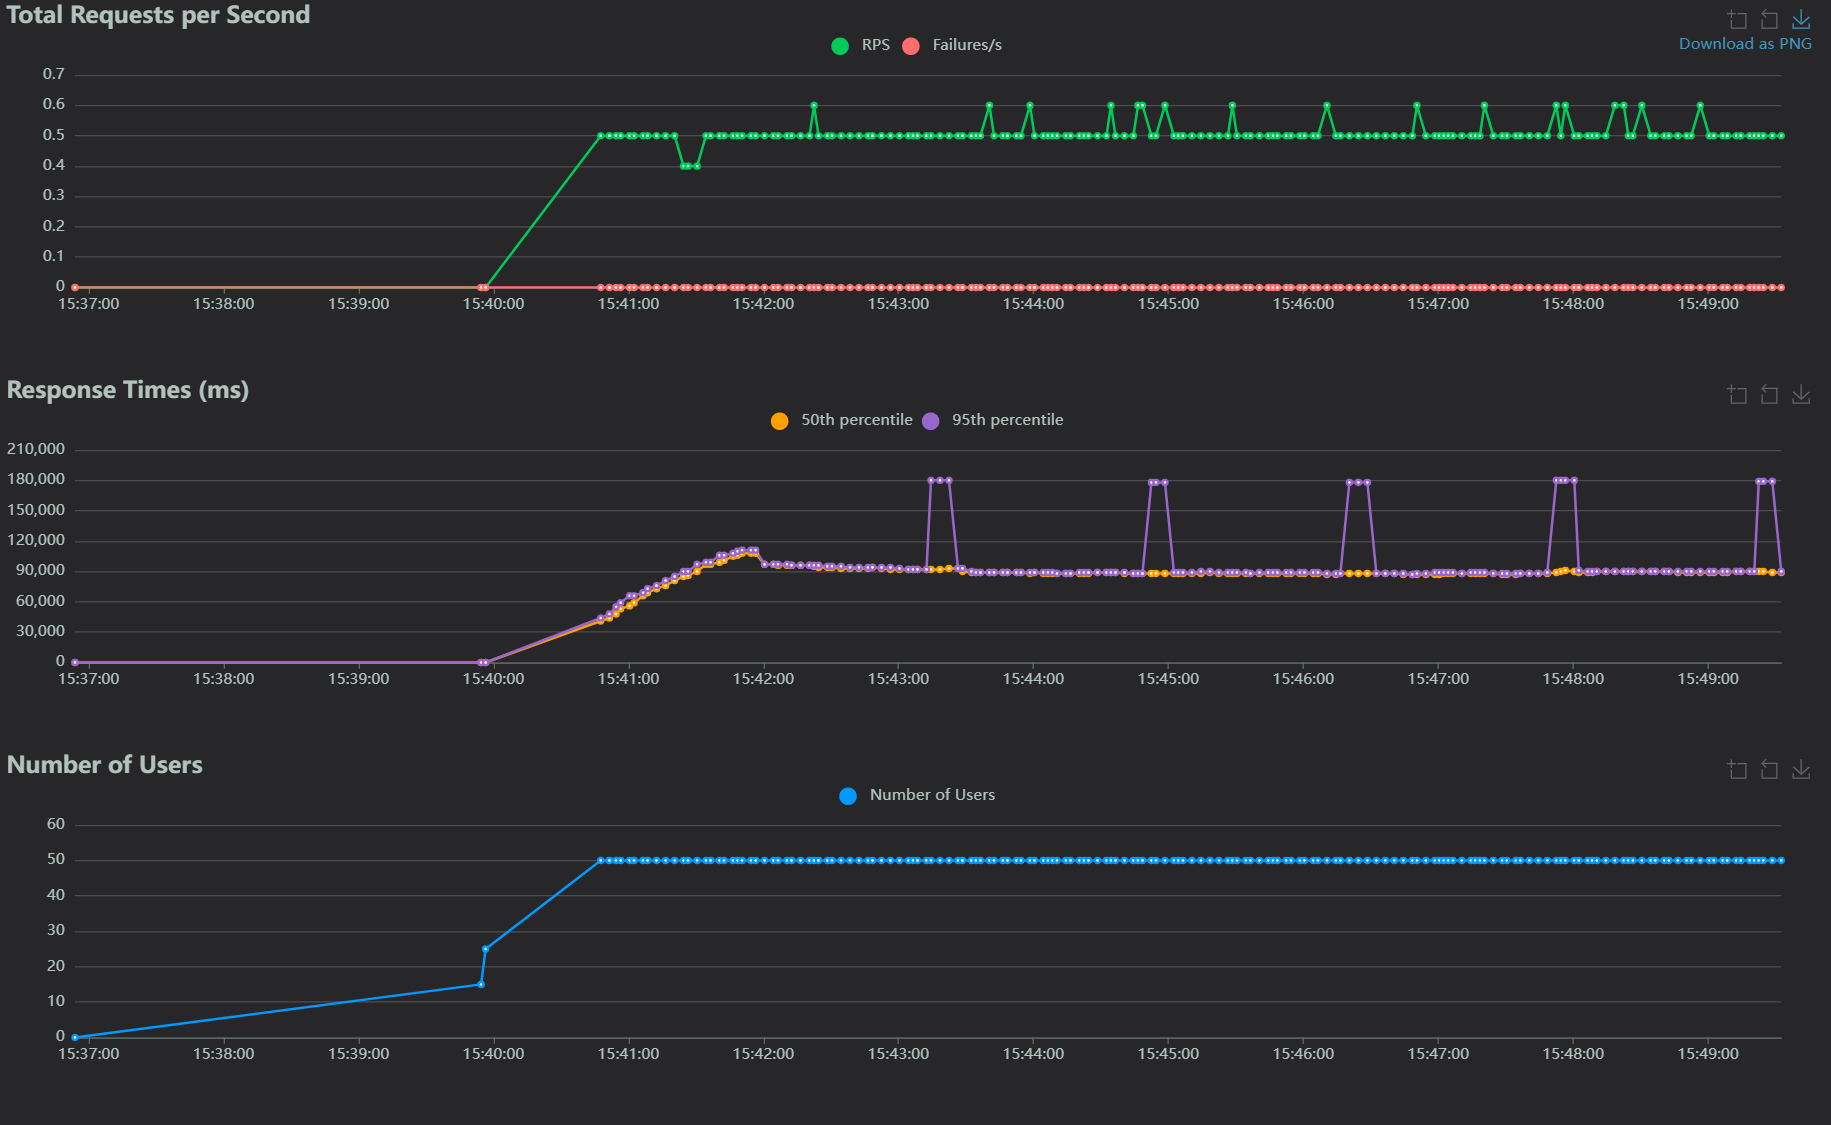 Total Requests per Second
RPS Failures/s
Download as PNG
0.7
0.6
0.5
0.4
0.3
0.2
0.1
0
15:37:00 15:38:00 15:39:00 15:40:00 15:41:00 15:42:00 15:43:00 15:44:00 15:45:00 15:46:00 15:47:00 15:48:00 15:49:00
Response Times (ms)
50th percentile 95th percentile
210,000
180,000
150,000
120,000
90,000
60,000
30,000
0
15:37:00 15:38:00 15:39:00 15:40:00 15:41:00 15:42:00 15:43:00 15:44:00 15:45:00 15:46:00 15:47:00 15:48:00 15:49:00
Number of Users
Number of Users
60
50
40
30
20
10
0
15:37:00 15:38:00 15:39:00 15:40:00 15:41:00 15:42:00 15:43:00 15:44:00 15:45:00 15:46:00 15:47:00 15:48:00 15:49:00